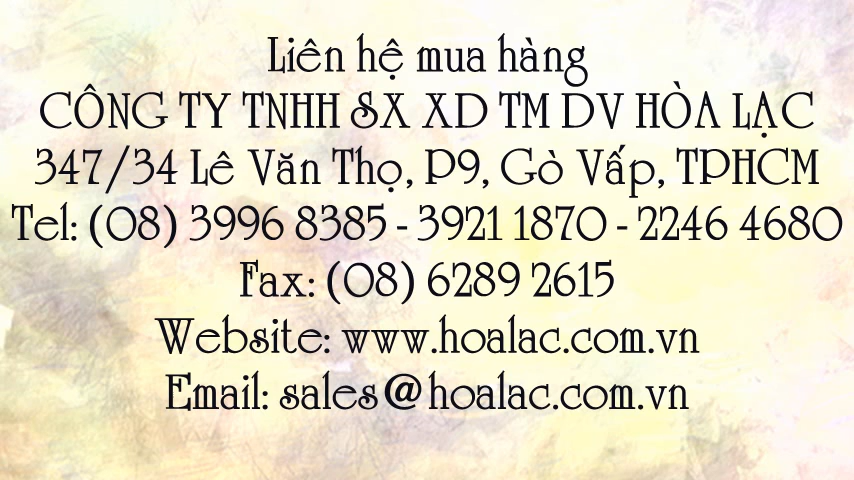 Liên hệ mua hàng
CÔNG TY TNHH SX XD TM DV HÒA LẠC
347/34 Lê Văn Thọ, P9, Gò Vấp, TPHCM
Tel: (08) 3996 8385 - 3921 1870 - 2246 4680
Fax: (08) 6289 2615
Website: www.hoalac.com.vn
Email: sales@hoalac.com.vn